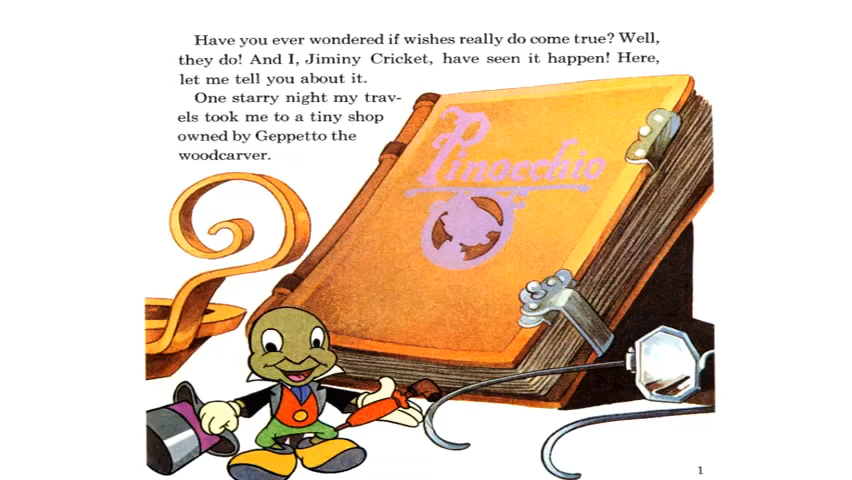 Have you ever wondered if wishes really do come true? Well,
they do! And I, Jiminy Cricket, have seen it happen! Here,
let me tell you about it.
One starry night my trav-
els took me to a tiny shop
owned by Geppetto the
woodcarver.
Pinocchio
1